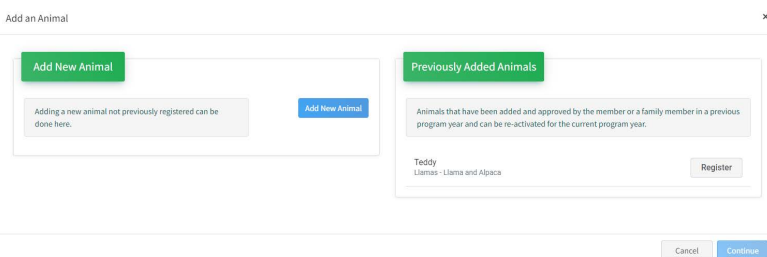 Add an Animal
×
Add New Animal
Adding a new animal not previously registered can be
done here.
Add New Animal
Previously Added Animals
Animals that have been added and approved by the member or a family member in a previous
program year and can be re-activated for the current program year.
Teddy
Llamas - Llama and Alpaca
Register
Cancel
Continue